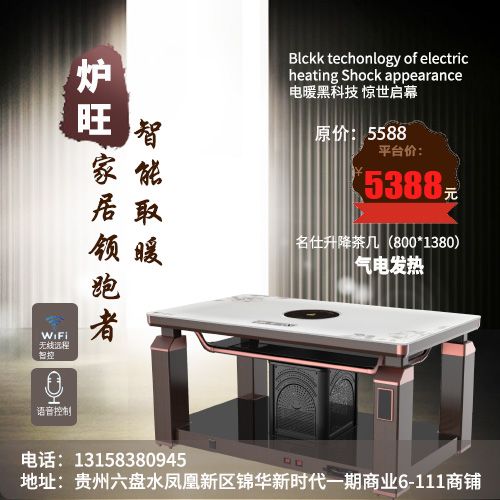 Blckk techonlogy of electric
heating Shock appearance
电暖黑科技 惊世启幕
炉旺
智能取暖
家居领跑者
原价：5588
平台价：
￥5388元
名仕升降茶几（800*1380）
气电发热
WiFi
无线远程
智控
语音控制
电话：13158380945
地址：贵州六盘水凤凰新区锦华新时代一期商业6-111商铺